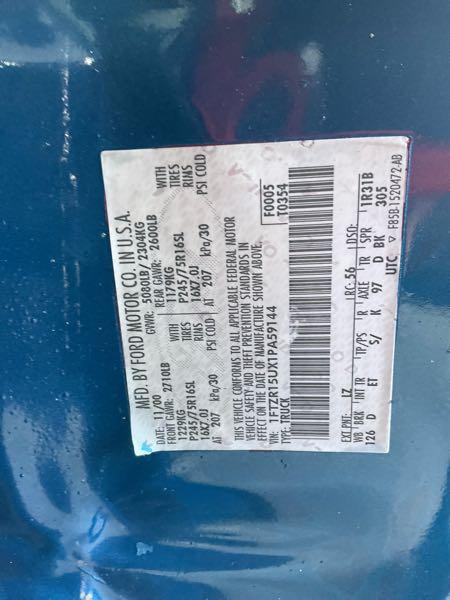 MFD. BY FORD MOTOR CO. IN U.S.A.
DATE: 11/00 GVWR: 5080LB/ 2304KG
FRONT GAWR: 2710LB REAR GAWR: 2600LB
1229KG WITH 1179KG WITH
P245/75R16SL TIRES P245/75R16SL TIRES
16X7.0J RIMS 16X7.0J RIMS
AT 207 kPa/30 PSI COLD AT 207 kPa/30 PSI COLD
THIS VEHICLE CONFORMS TO ALL APPLICABLE FEDERAL MOTOR
VEHICLE SAFETY AND THEFT PREVENTION STANDARDS IN
EFFECT ON THE DATE OF MANUFACTURE SHOWN ABOVE.
VIN: 1FTZR15UX1PA59144 F0005
TYPE: TRUCK T0354
EXT PNT: LZ RC: 56 DSO:
WB BRK INT TR TP/PS R AXLE TR SPR 1R31B
126 D ET S/ K 97 D BK 305
UTC F85B-1520472-AB